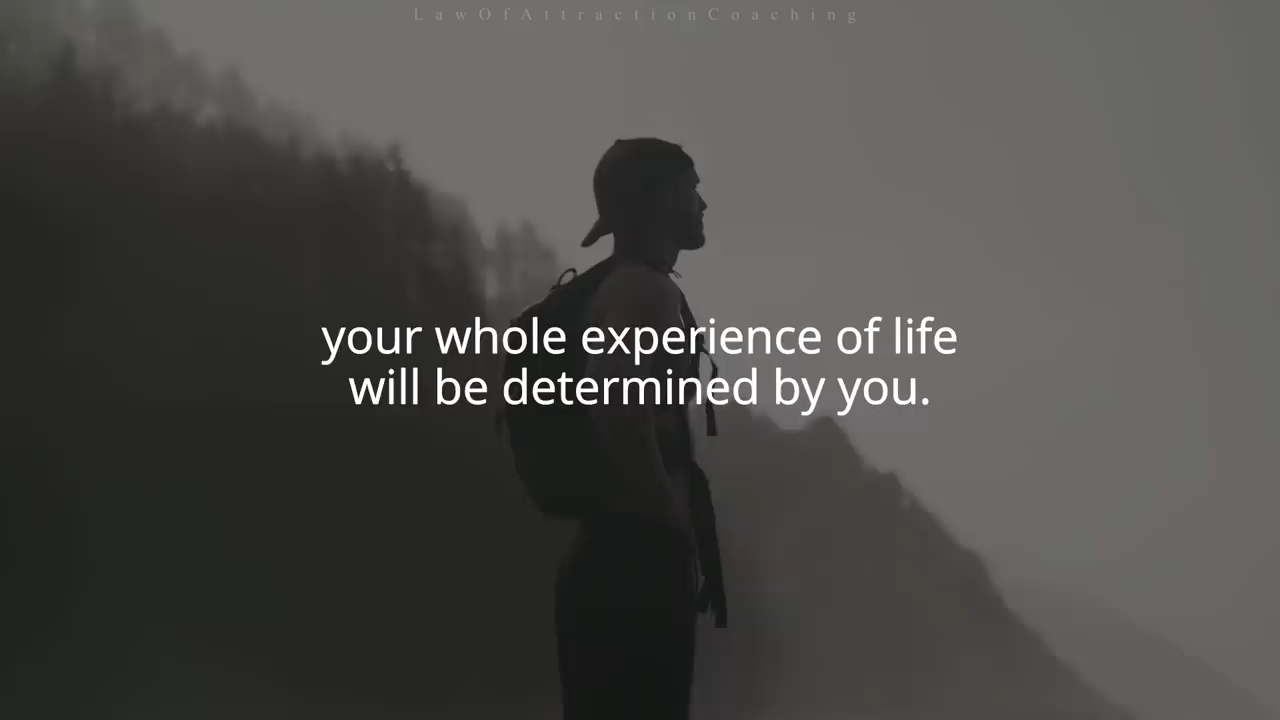 LawOfAttractionCoaching
your whole experience of life
will be determined by you.